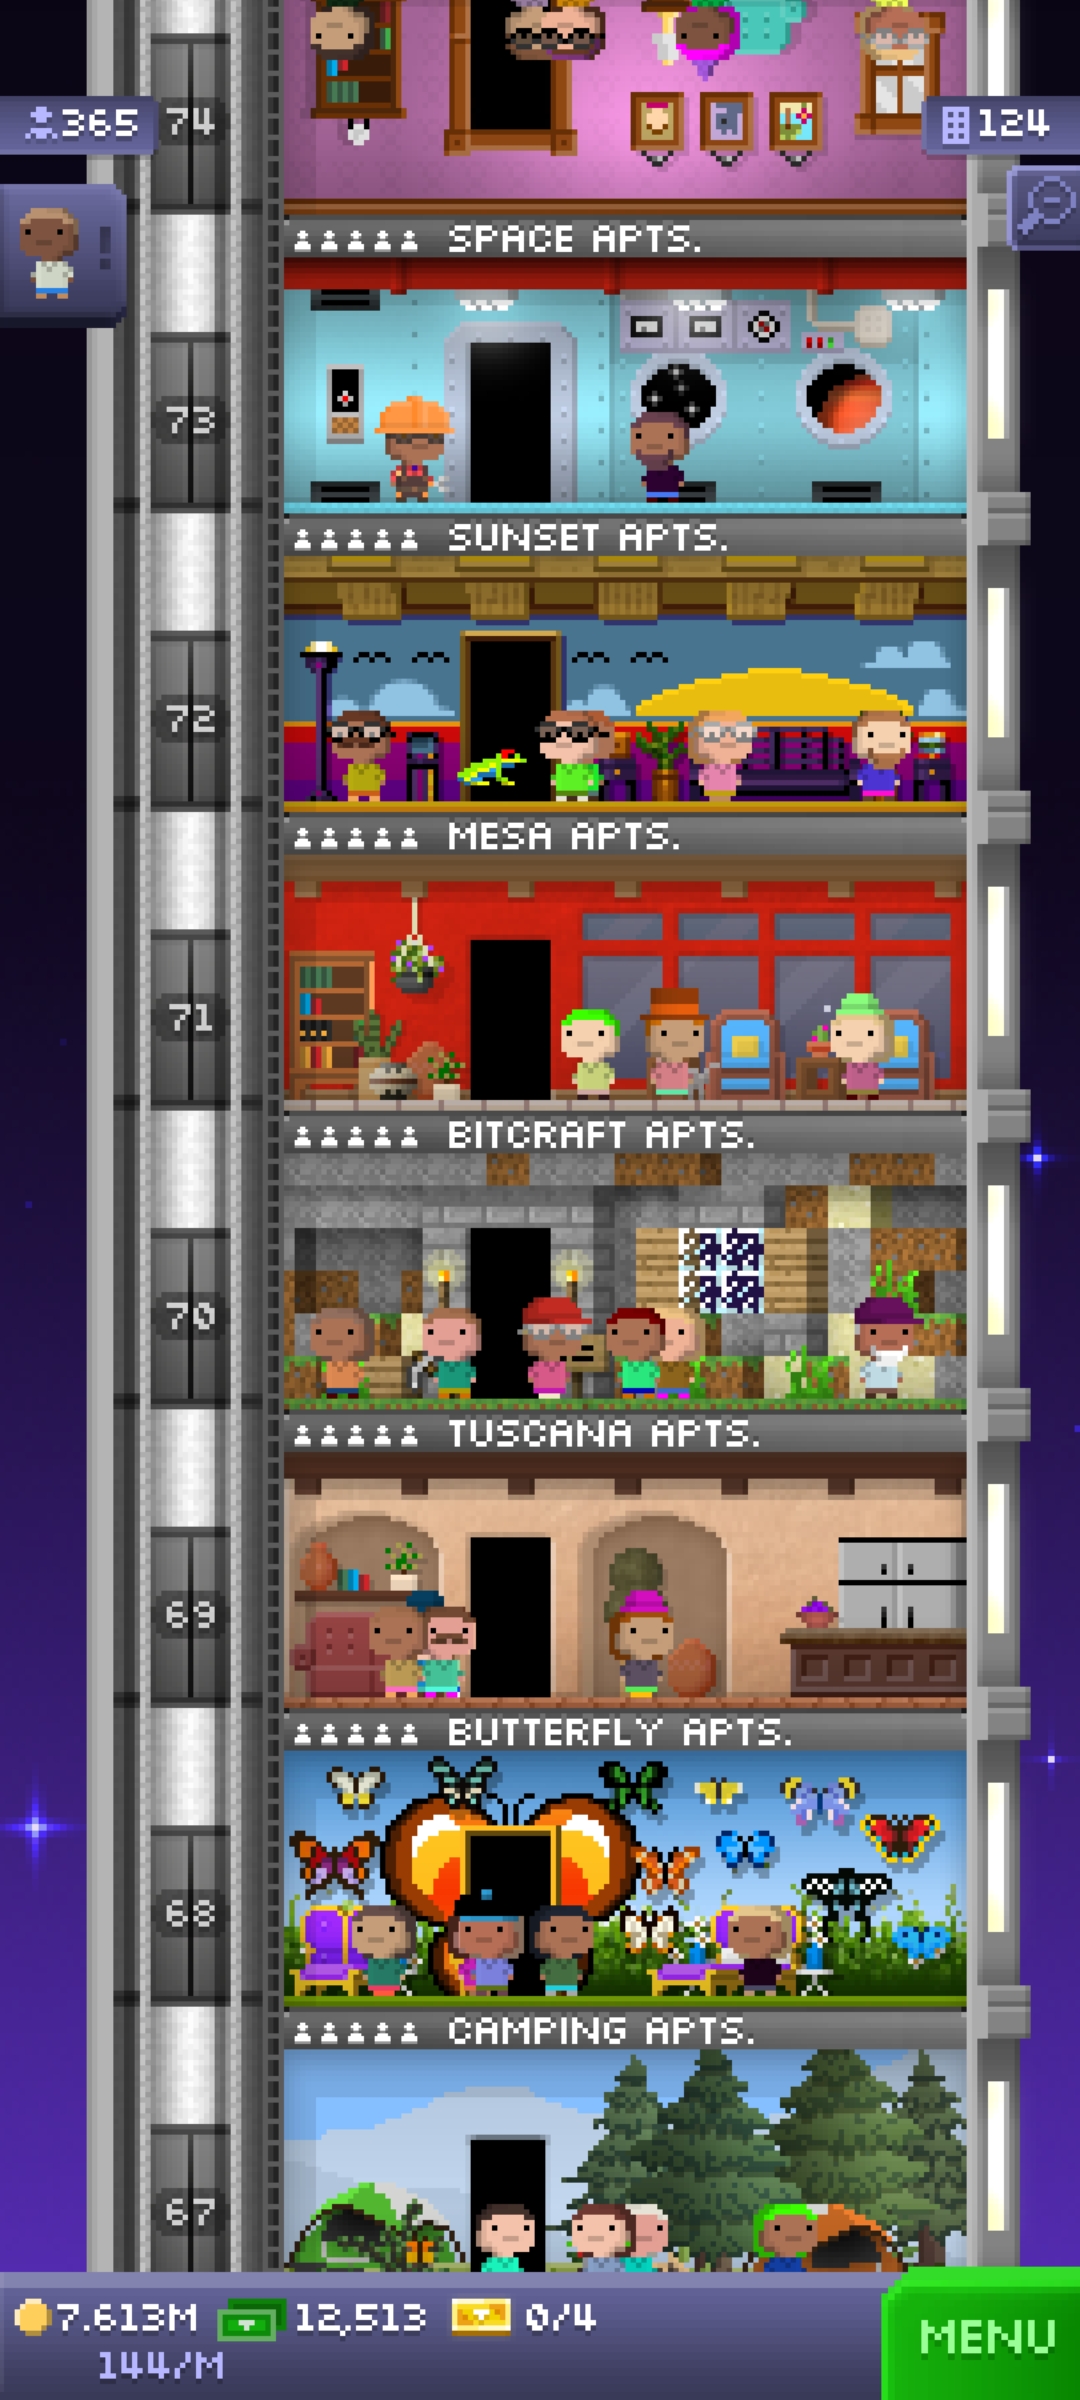 365
74
124
SPACE APTS.
73
SUNSET APTS.
72
MESA APTS.
71
BITCRAFT APTS.
70
TUSCANA APTS.
69
BUTTERFLY APTS.
68
CAMPING APTS.
67
7.613M 12,513 0/4
144/M
MENU